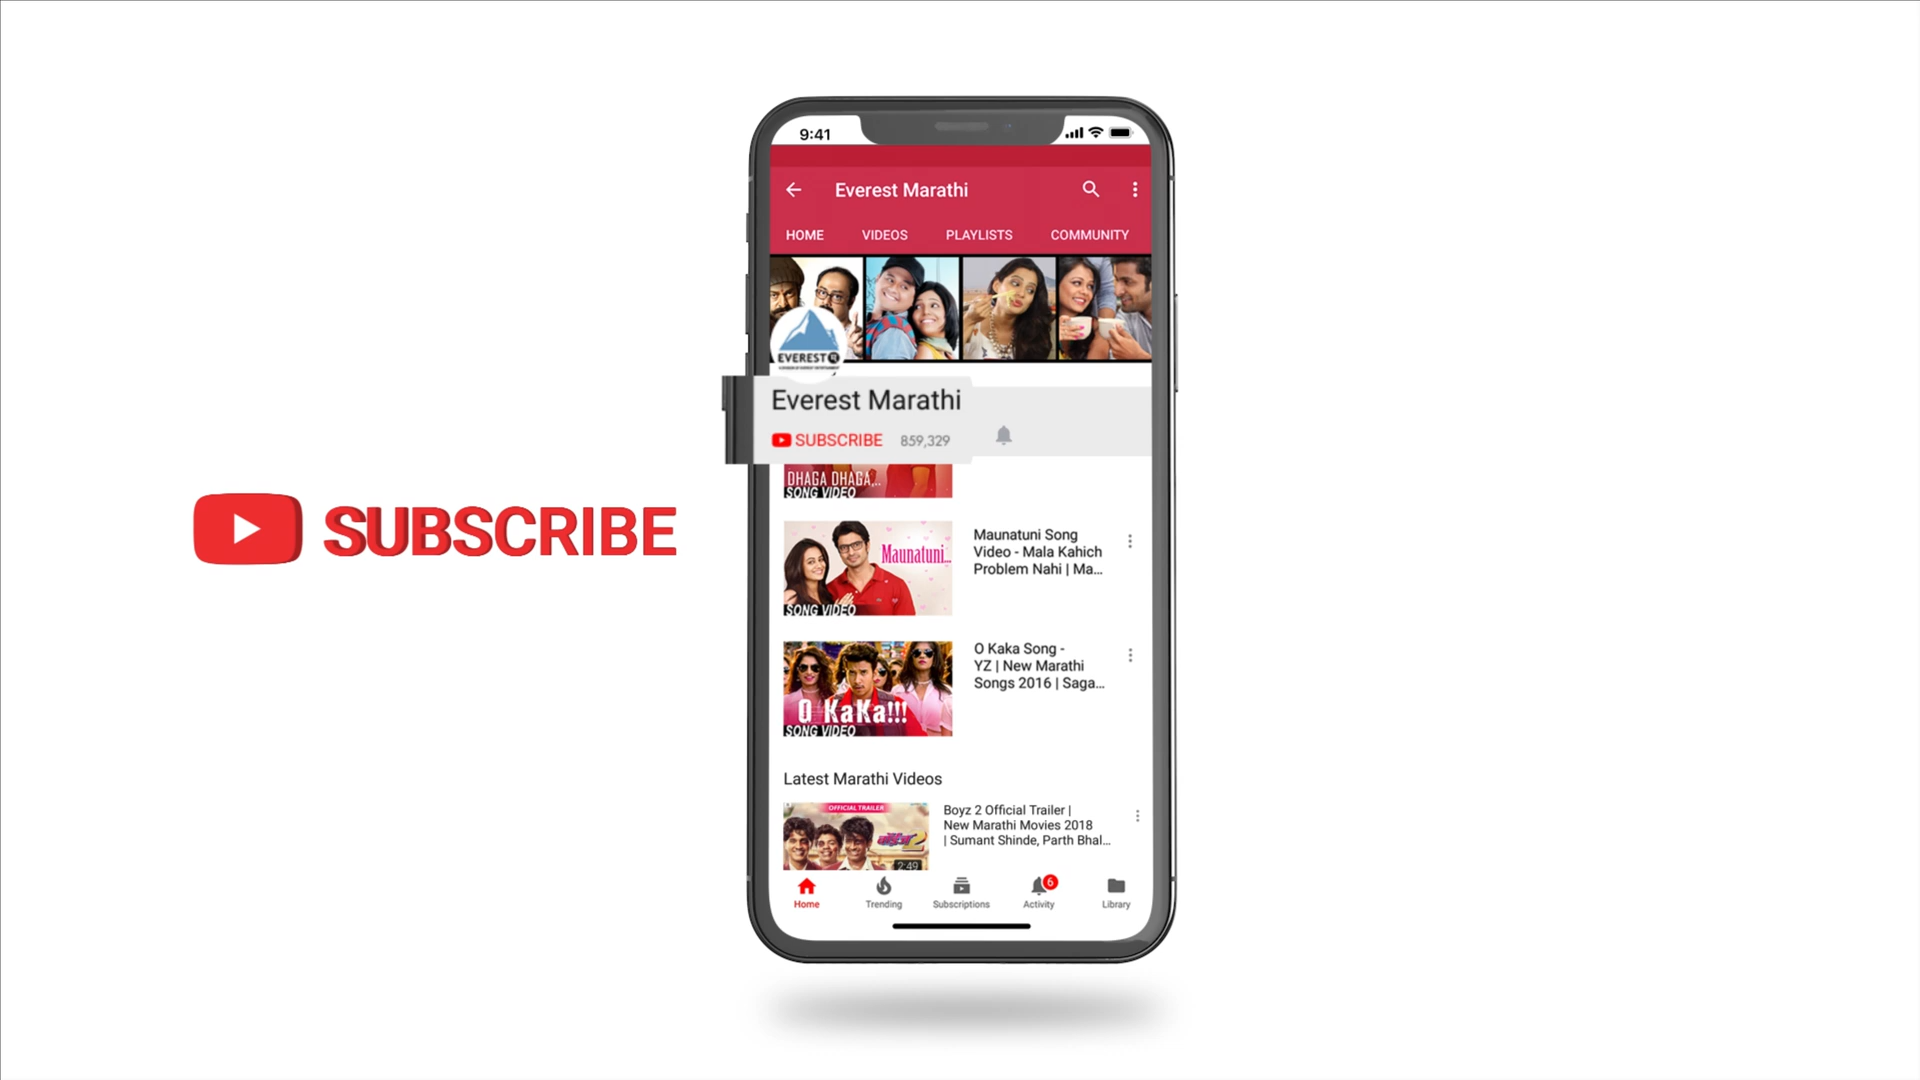 9:41
Everest Marathi
HOME VIDEOS PLAYLISTS COMMUNITY
EVEREST म
Everest Marathi
SUBSCRIBE 859,329
DHAGA DHAGA,..
SONG VIDEO
SUBSCRIBE
Maunatuni...
SONG VIDEO
Maunatuni Song
Video - Mala Kahich
Problem Nahi | Ma...
O KaKa!!!
SONG VIDEO
O Kaka Song -
YZ | New Marathi
Songs 2016 | Saga...
Latest Marathi Videos
OFFICIAL TRAILER
2:49
Boyz 2 Official Trailer |
New Marathi Movies 2018
| Sumant Shinde, Parth Bhal...
6
Home Trending Subscriptions Activity Library